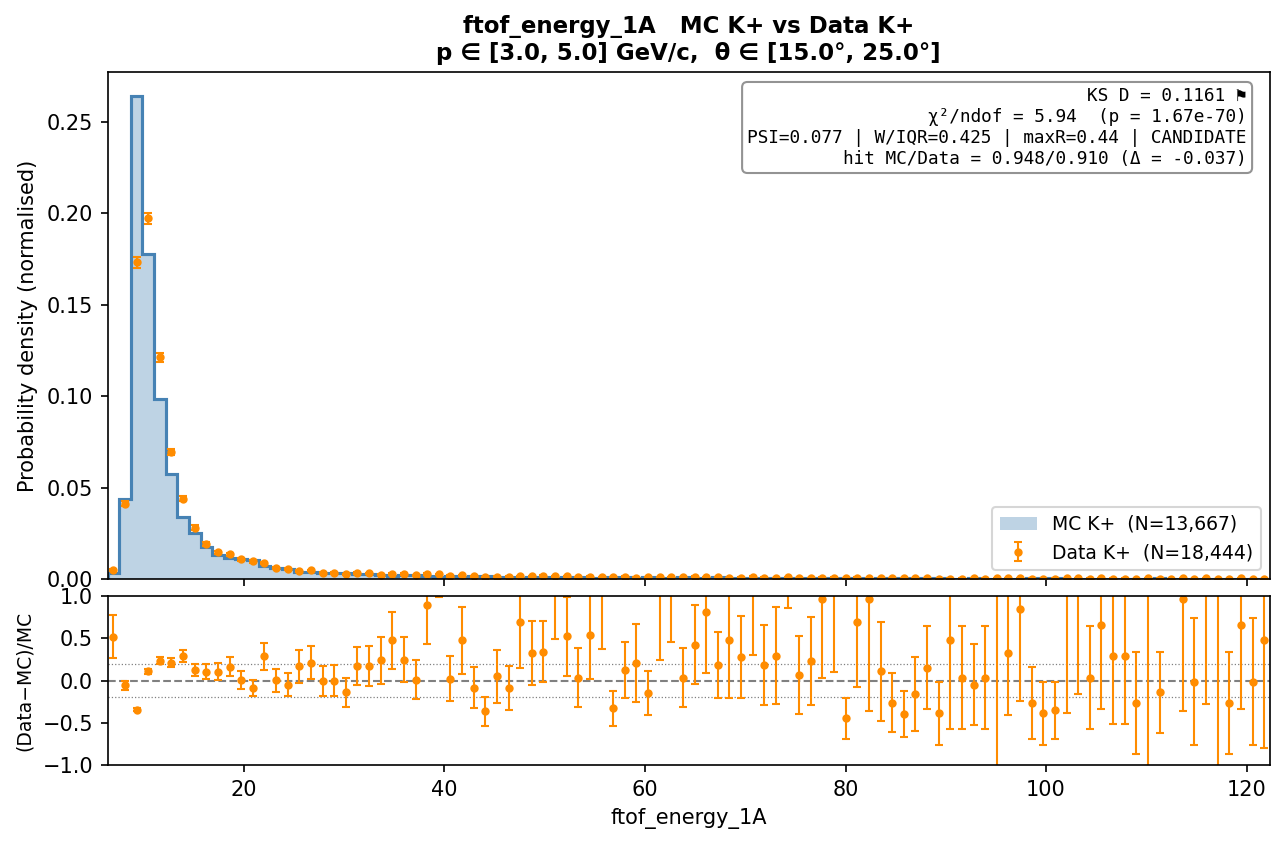 ftof_energy_1A   MC K+ vs Data K+
p ∈ [3.0, 5.0] GeV/c,  θ ∈ [15.0°, 25.0°]
KS D = 0.1161 ⚑
χ²/ndof = 5.94  (p = 1.67e-70)
PSI=0.077 | W/IQR=0.425 | maxR=0.44 | CANDIDATE
hit MC/Data = 0.948/0.910 (Δ = -0.037)
Probability density (normalised)
0.25
0.20
0.15
0.10
0.05
0.00
MC K+  (N=13,667)
Data K+  (N=18,444)
(Data−MC)/MC
1.0
0.5
0.0
−0.5
−1.0
20 40 60 80 100 120
ftof_energy_1A